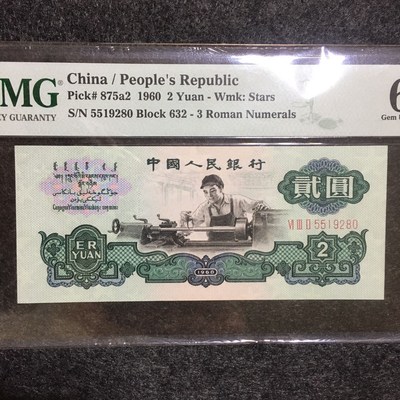 MG China / People's Republic
Pick# 875a2 1960 2 Yuan - Wmk: Stars
Y GUARANTY S/N 5519280 Block 632 - 3 Roman Numerals
6
Gem U
中國人民銀行
貳圓
VI III II 5519280
ER
YUAN
1960
2